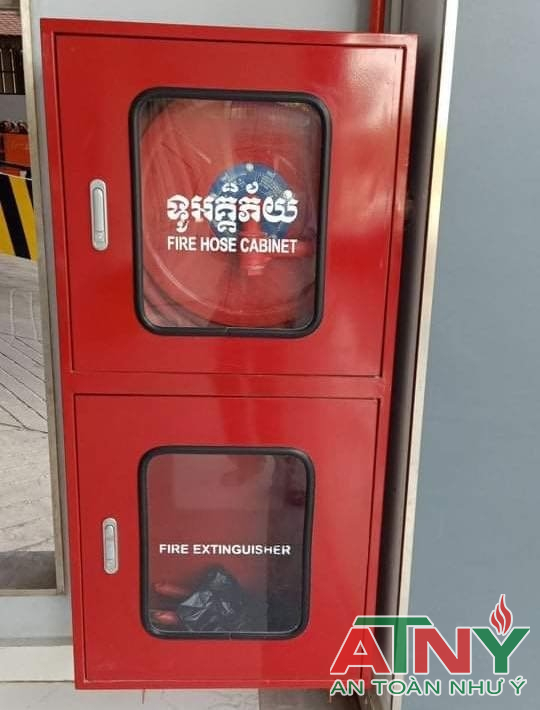 ទូរអគ្គីភ័យ
FIRE HOSE CABINET
FIRE EXTINGUISHER
ATNY
AN TOÀN NHƯ Ý